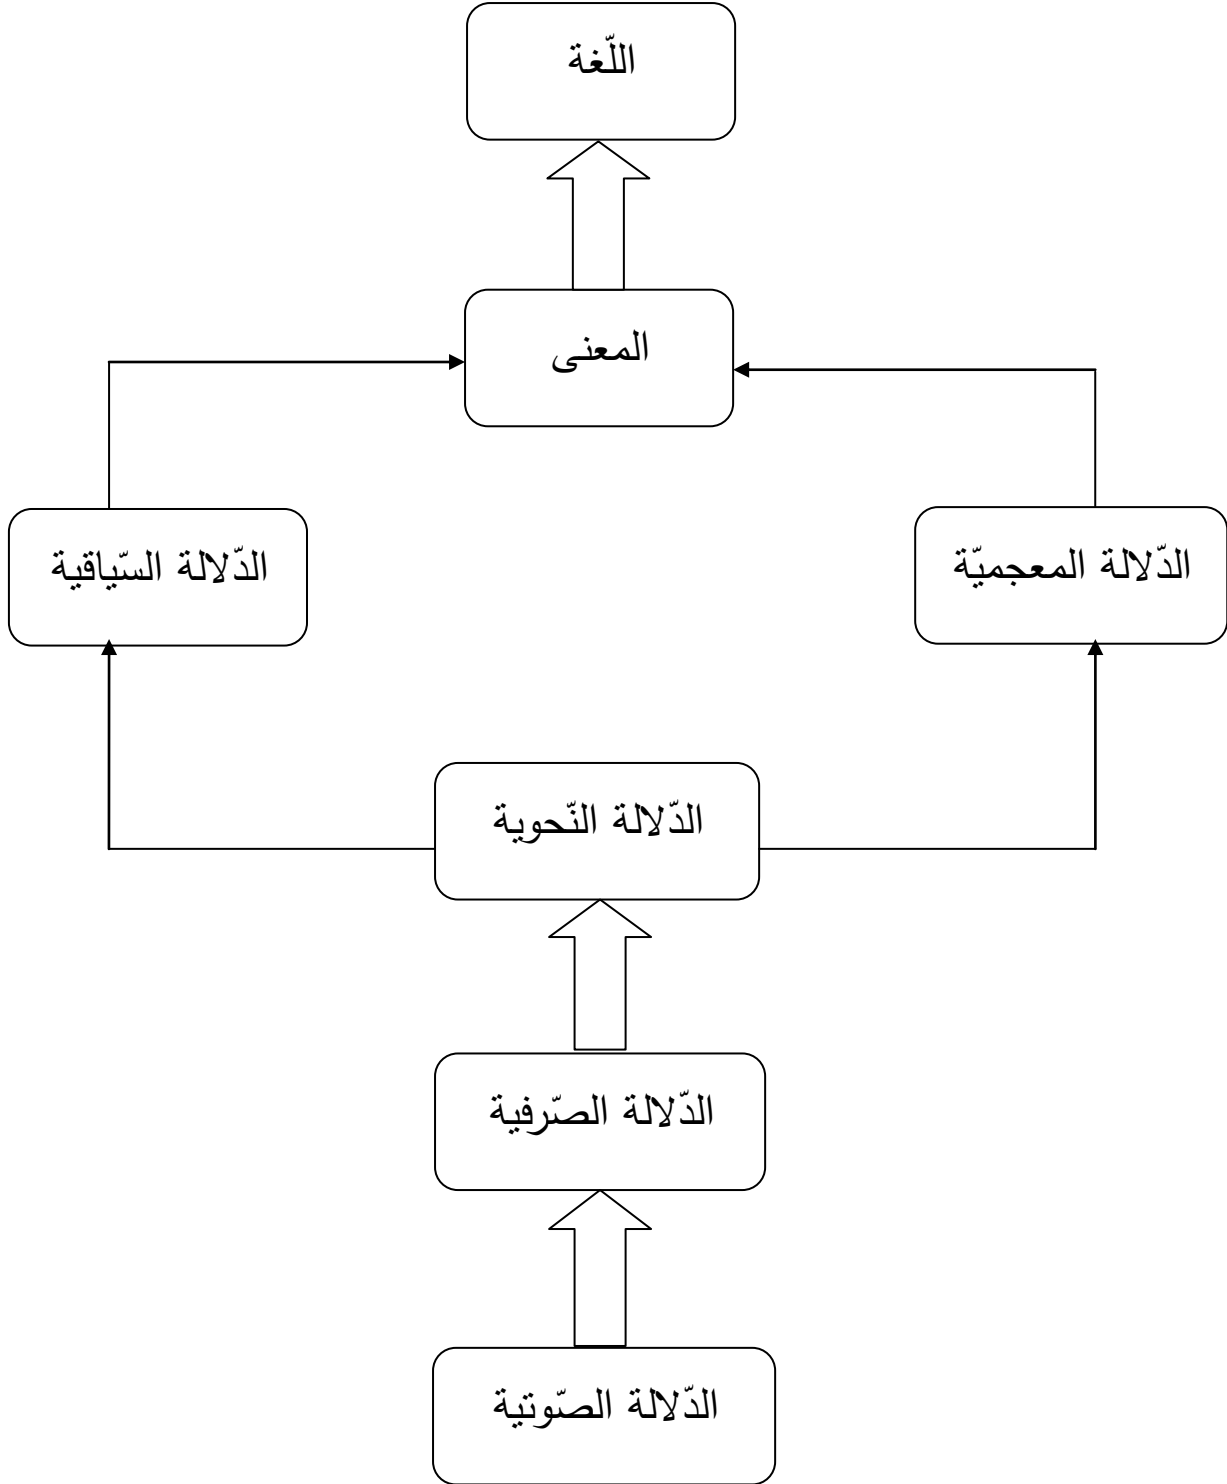 اللّغة
المعنى
الدّلالة المعجميّة
الدّلالة السّياقية
الدّلالة النّحوية
الدّلالة الصّرفية
الدّلالة الصّوتية